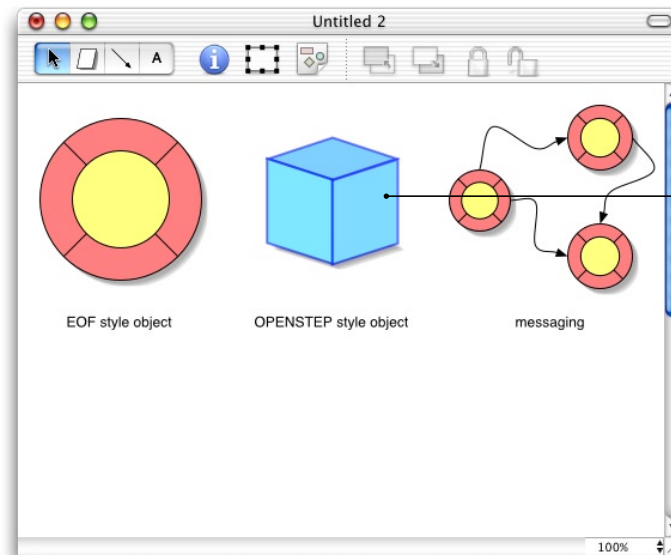 Untitled 2
A
i
EOF style object
OPENSTEP style object
messaging
100%